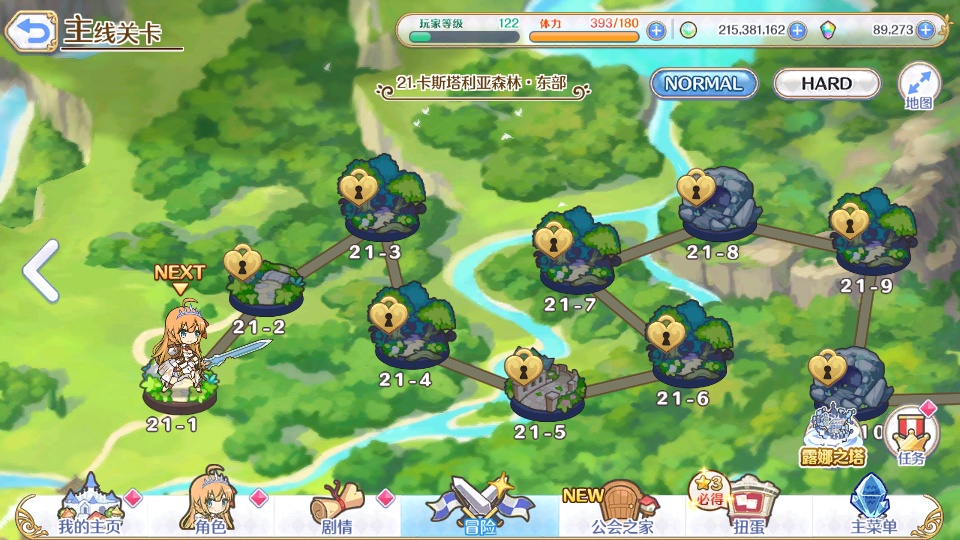 主线关卡
玩家等级 122
体力 393/180
215,381,162
89,273
21.卡斯塔利亚森林·东部
NORMAL
HARD
地图
21-3
21-8
21-9
NEXT
21-2
21-7
21-4
21-6
21-1
21-5
10
露娜之塔
任务
我的主页
角色
剧情
冒险
NEW
公会之家
★3
必得
扭蛋
主菜单